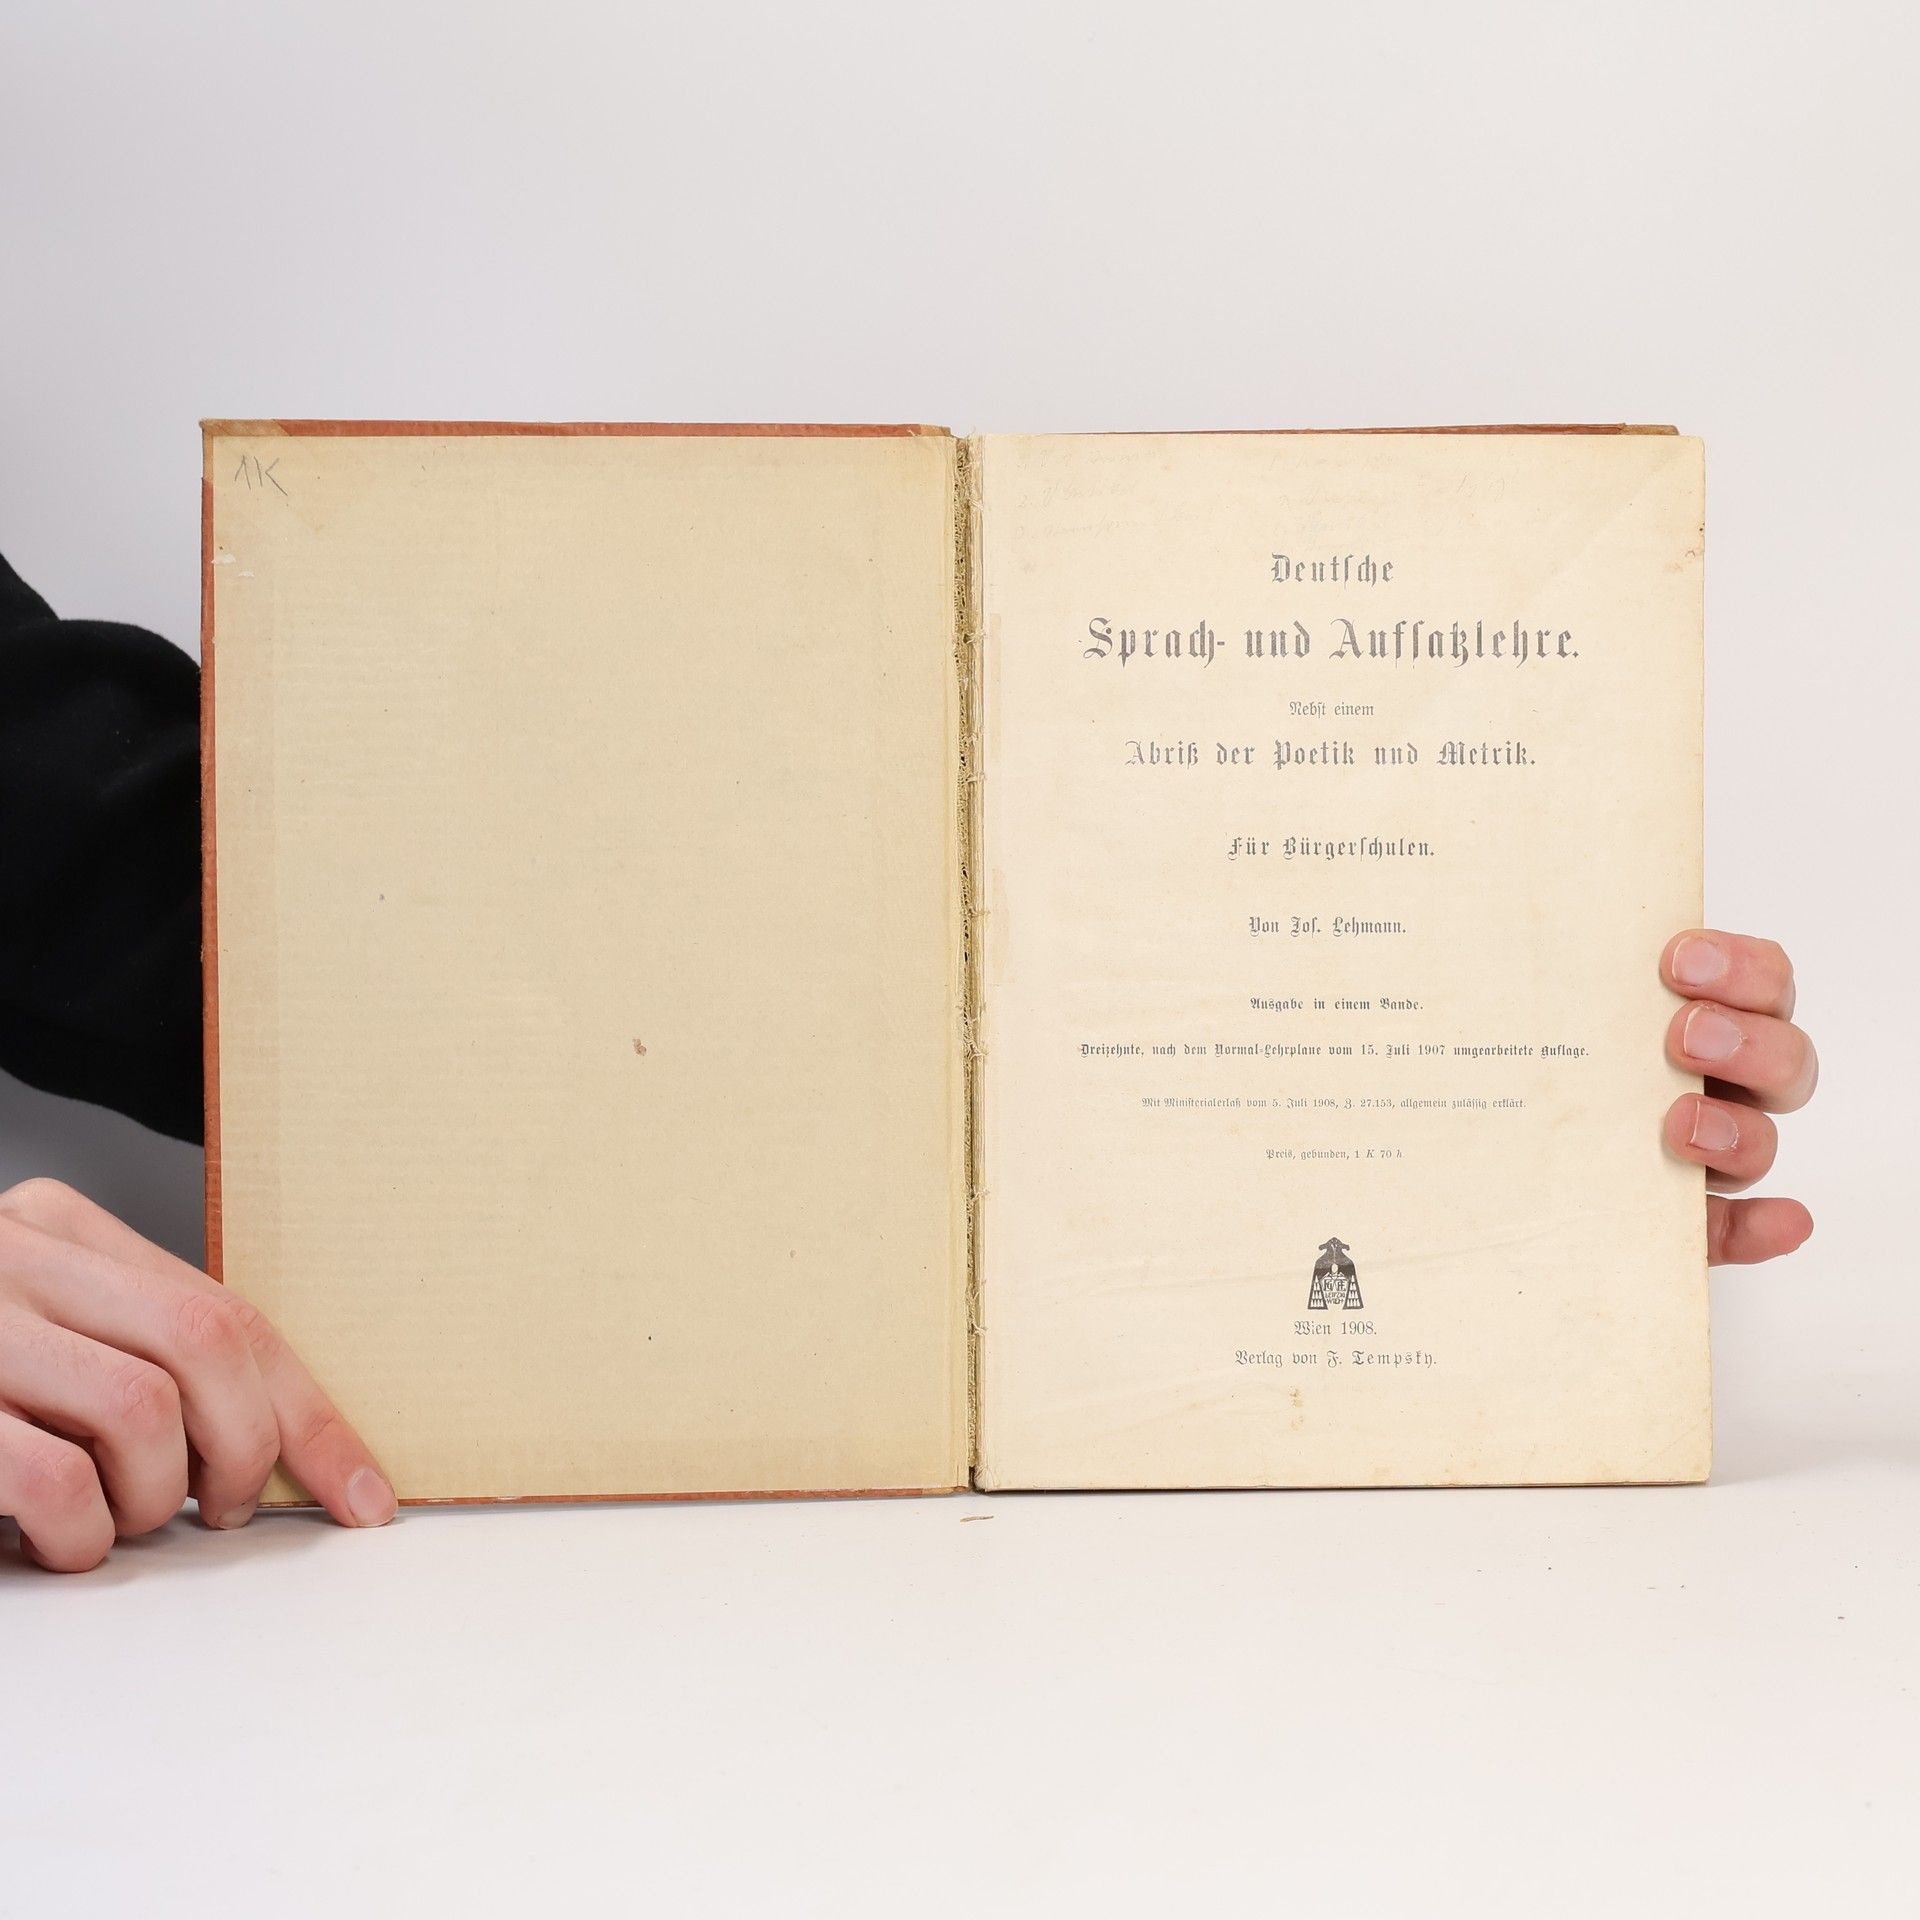 1K
Deutsche
Sprach- und Aufsatzlehre.
Nebst einem
Abriß der Poetik und Metrik.
Für Bürgerschulen.
Von Jos. Lehmann.
Ausgabe in einem Bande.
Dreizehnte, nach dem Normal-Lehrplane vom 15. Juli 1907 umgearbeitete Auflage.
Mit Ministerialerlaß vom 5. Juli 1908, Z. 27.153, allgemein zulässig erklärt.
Preis, gebunden, 1 K 70 h
LEIPZIG
WIEN
Wien 1908.
Verlag von F. Tempsky.